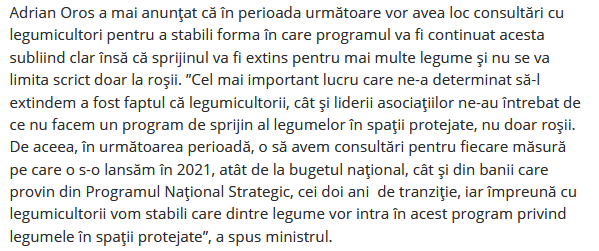 Adrian Oros a mai anunţat că în perioada următoare vor avea loc consultări cu
legumicultori pentru a stabili forma în care programul va fi continuat acesta
subliind clar însă că sprijinul va fi extins pentru mai multe legume şi nu se va
limita scrict doar la roşii. ”Cel mai important lucru care ne-a determinat să-l
extindem a fost faptul că legumicultorii, cât şi liderii asociaţiilor ne-au întrebat de
ce nu facem un program de sprijin al legumelor în spaţii protejate, nu doar roşii.
De aceea, în următoarea perioadă, o să avem consultări pentru fiecare măsură
pe care o s-o lansăm în 2021, atât de la bugetul naţional, cât şi din banii care
provin din Programul Naţional Strategic, cei doi ani  de tranziţie, iar împreună cu
legumicultorii vom stabili care dintre legume vor intra în acest program privind
legumele în spaţii protejate”, a spus ministrul.